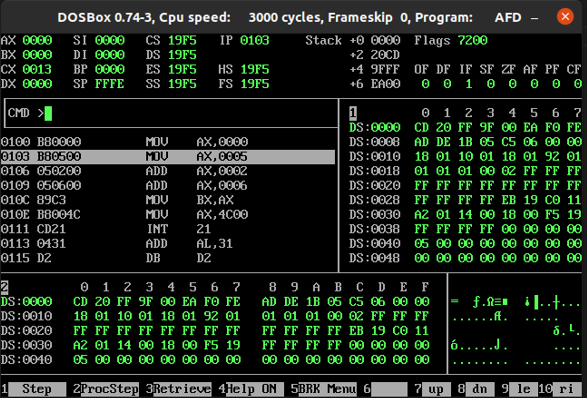 DOSBox 0.74-3, Cpu speed: 3000 cycles, Frameskip 0, Program: AFD
AX 0000 SI 0000 CS 19F5 IP 0103 Stack +0 0000 Flags 7200
BX 0000 DI 0000 DS 19F5 +2 20CD
CX 0013 BP 0000 ES 19F5 HS 19F5 +4 9FFF OF DF IF SF ZF AF PF CF
DX 0000 SP FFFE SS 19F5 FS 19F5 +6 EA00 0 0 1 0 0 0 0 0
CMD >
1 0 1 2 3 4 5 6 7
DS:0000 CD 20 FF 9F 00 EA F0 FE
0100 B80000 MOV AX,0000 DS:0008 AD DE 1B 05 C5 06 00 00
0103 B80500 MOV AX,0005 DS:0010 18 01 10 01 18 01 92 01
0106 050200 ADD AX,0002 DS:0018 01 01 01 00 02 FF FF FF
0109 050600 ADD AX,0006 DS:0020 FF FF FF FF FF FF FF FF
010C 89C3 MOV BX,AX DS:0028 FF FF FF FF EB 19 C0 11
010E B8004C MOV AX,4C00 DS:0030 A2 01 14 00 18 00 F5 19
0111 CD21 INT 21 DS:0038 FF FF FF FF 00 00 00 00
0113 0431 ADD AL,31 DS:0040 05 00 00 00 00 00 00 00
0115 D2 DB D2 DS:0048 00 00 00 00 00 00 00 00
2 0 1 2 3 4 5 6 7 8 9 A B C D E F
DS:0000 CD 20 FF 9F 00 EA F0 FE AD DE 1B 05 C5 06 00 00
DS:0010 18 01 10 01 18 01 92 01 01 01 01 00 02 FF FF FF
DS:0020 FF FF FF FF FF FF FF FF FF FF FF FF EB 19 C0 11
DS:0030 A2 01 14 00 18 00 F5 19 FF FF FF FF 00 00 00 00
DS:0040 05 00 00 00 00 00 00 00 00 00 00 00 00 00 00 00
1 Step 2ProcStep 3Retrieve 4Help ON 5BRK Menu 6 7 up 8 dn 9 le 10 ri